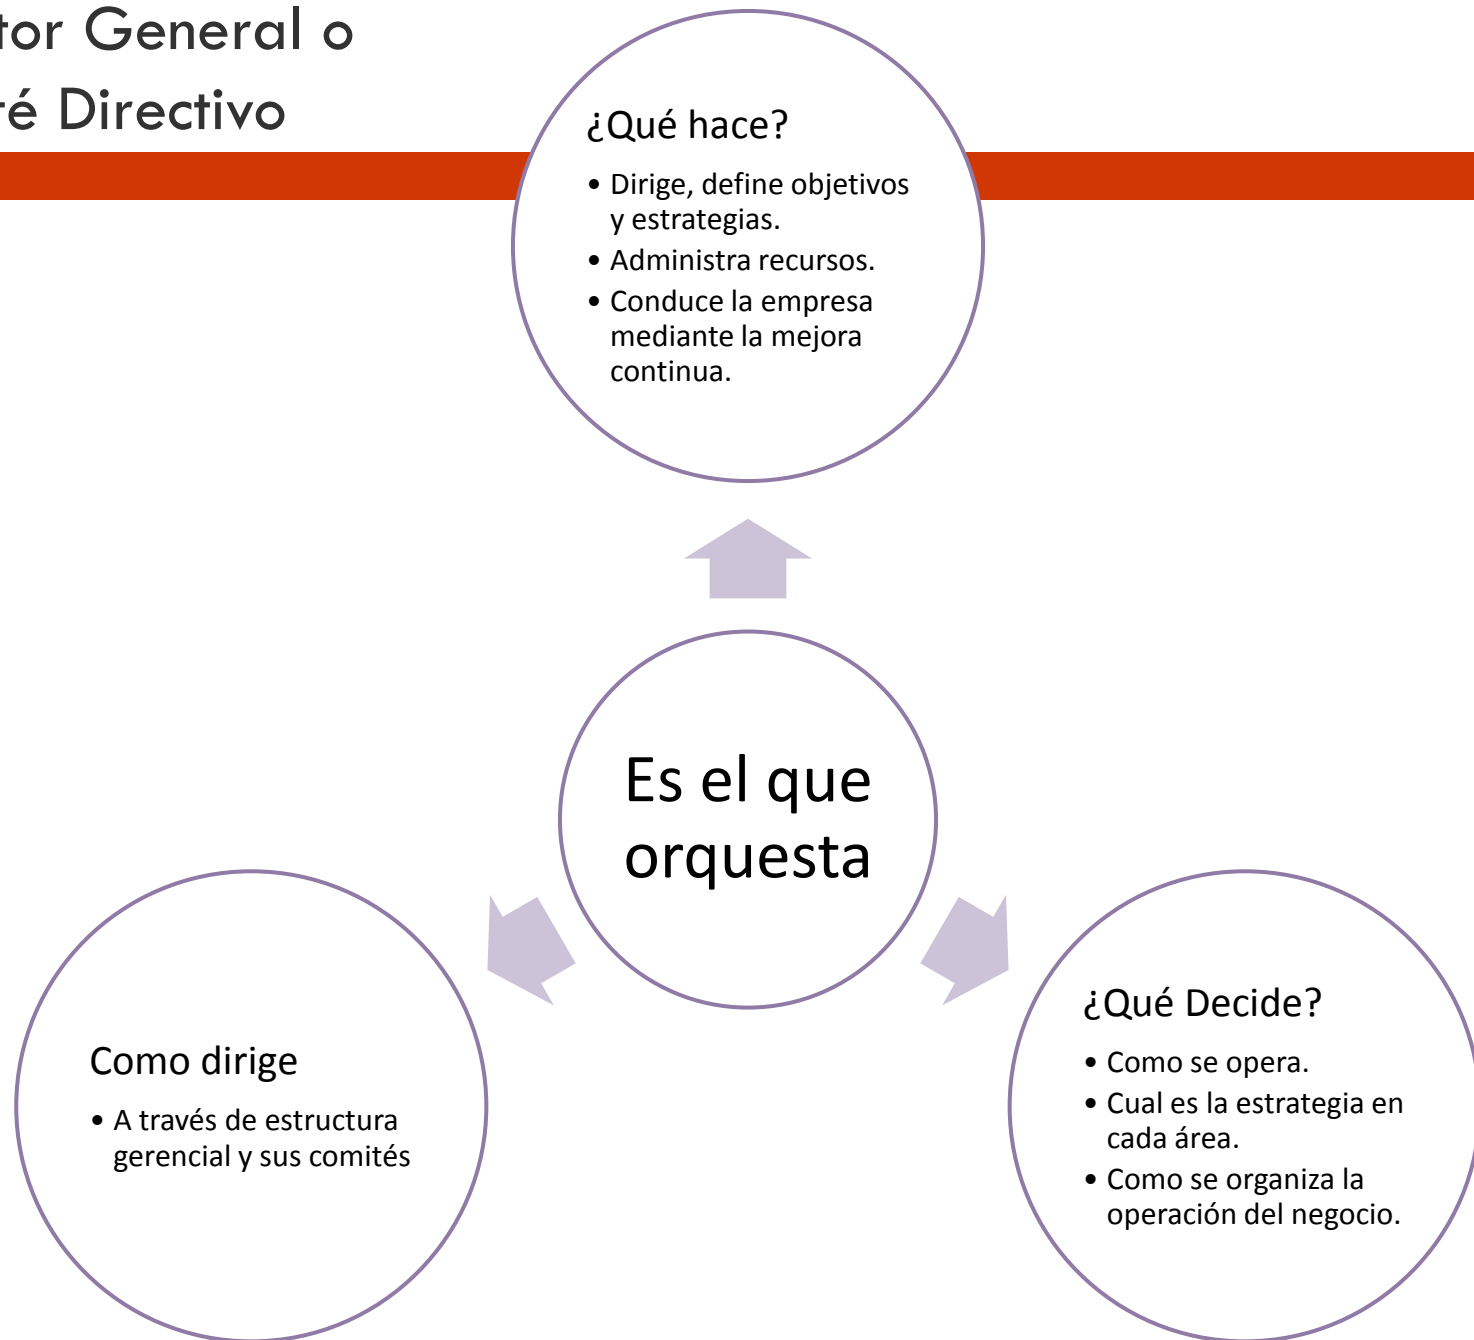 tor General o
té Directivo
¿Qué hace?
• Dirige, define objetivos
y estrategias.
• Administra recursos.
• Conduce la empresa
mediante la mejora
continua.
Es el que
orquesta
Como dirige
• A través de estructura
gerencial y sus comités
¿Qué Decide?
• Como se opera.
• Cual es la estrategia en
cada área.
• Como se organiza la
operación del negocio.